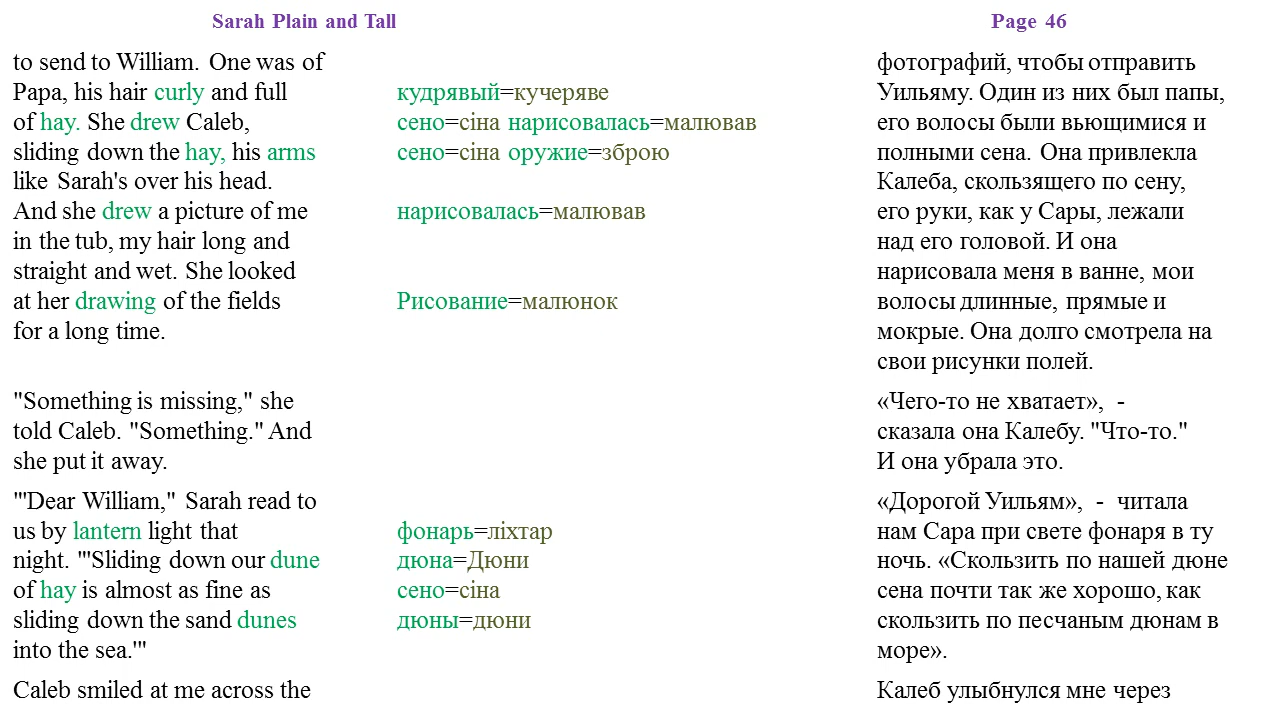 Sarah Plain and Tall
Page 46
to send to William. One was of
Papa, his hair curly and full
of hay. She drew Caleb,
sliding down the hay, his arms
like Sarah's over his head.
And she drew a picture of me
in the tub, my hair long and
straight and wet. She looked
at her drawing of the fields
for a long time.
"Something is missing," she
told Caleb. "Something." And
she put it away.
"'Dear William," Sarah read to
us by lantern light that
night. "'Sliding down our dune
of hay is almost as fine as
sliding down the sand dunes
into the sea.'"
Caleb smiled at me across the
кудрявый=кучеряве
сено=сіна нарисовалась=малював
сено=сіна оружие=зброю
нарисовалась=малював
Рисование=малюнок
фонарь=ліхтар
дюна=Дюни
сено=сіна
дюны=дюни
фотографий, чтобы отправить
Уильяму. Один из них был папы,
его волосы были вьющимися и
полными сена. Она привлекла
Калеба, скользящего по сену,
его руки, как у Сары, лежали
над его головой. И она
нарисовала меня в ванне, мои
волосы длинные, прямые и
мокрые. Она долго смотрела на
свои рисунки полей.
«Чего-то не хватает», -
сказала она Калебу. "Что-то."
И она убрала это.
«Дорогой Уильям», - читала
нам Сара при свете фонаря в ту
ночь. «Скользить по нашей дюне
сена почти так же хорошо, как
скользить по песчаным дюнам в
море».
Калеб улыбнулся мне через